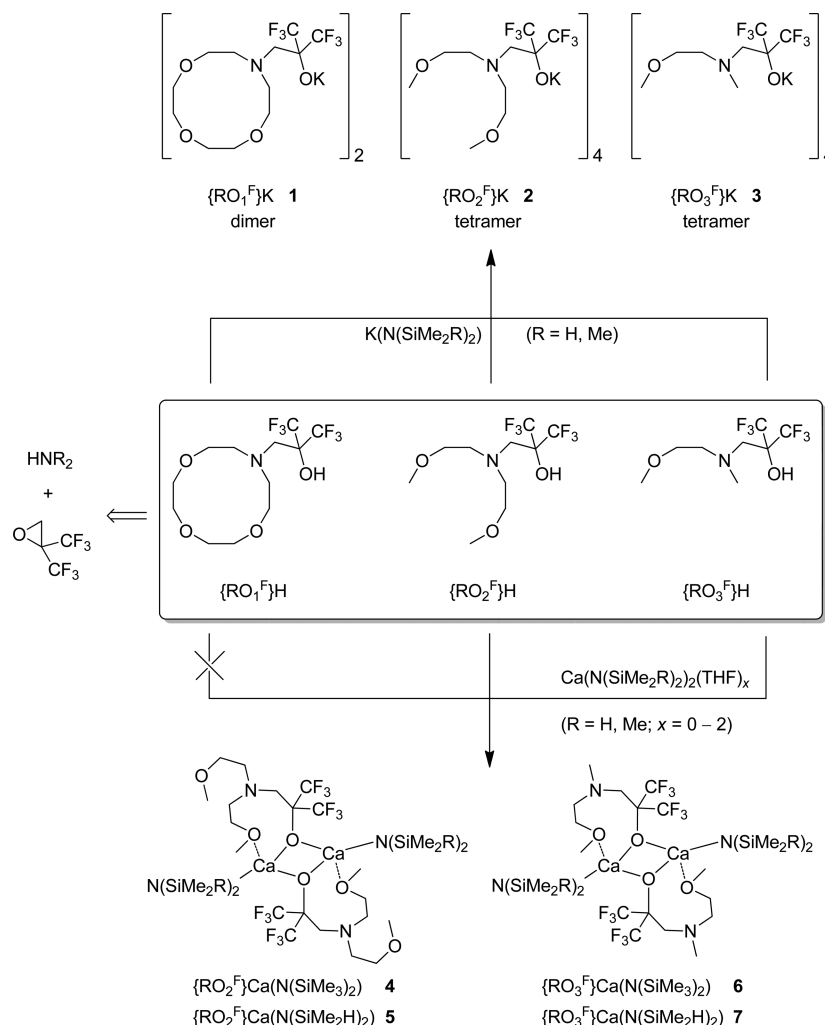 F3C CF3 F3C CF3 F3C CF3
O N O N O N
OK OK OK
O O O
2 4
{RO1F}K 1 {RO2F}K 2 {RO3F}K 3
dimer tetramer tetramer
K(N(SiMe2R)2) (R = H, Me)
F3C CF3 F3C CF3 F3C CF3
HNR2 O N O N O N
OH OH OH
+
O CF3 O O O
CF3
{RO1F}H {RO2F}H {RO3F}H
Ca(N(SiMe2R)2)2(THF)x
(R = H, Me; x = 0 – 2)
O N CF3 N CF3
CF3 CF3
O O Ca N(SiMe2R)2 O O Ca N(SiMe2R)2
Ca Ca
N(SiMe2R)2 O O N(SiMe2R)2 O O
F3C F3C
F3C N O F3C N
{RO2F}Ca(N(SiMe3)2) 4 {RO3F}Ca(N(SiMe3)2) 6
{RO2F}Ca(N(SiMe2H)2) 5 {RO3F}Ca(N(SiMe2H)2) 7